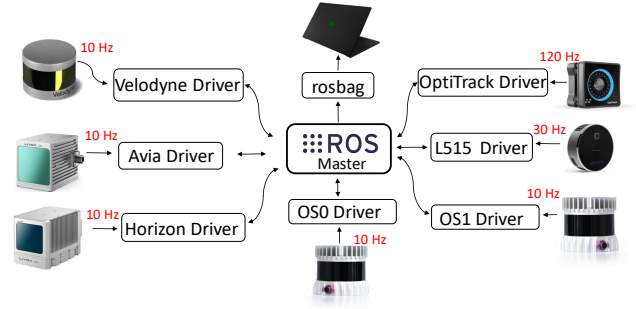 10 Hz
Velodyne Driver
10 Hz
Avia Driver
10 Hz
Horizon Driver
rosbag
ROS
Master
OS0 Driver
10 Hz
120 Hz
OptiTrack Driver
30 Hz
L515 Driver
10 Hz
OS1 Driver